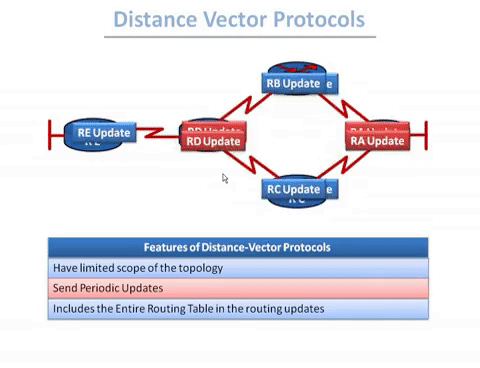 Distance Vector Protocols
RB Update
RE Update
RD Update
RA Update
RC Update
Features of Distance-Vector Protocols
Have limited scope of the topology
Send Periodic Updates
Includes the Entire Routing Table in the routing updates